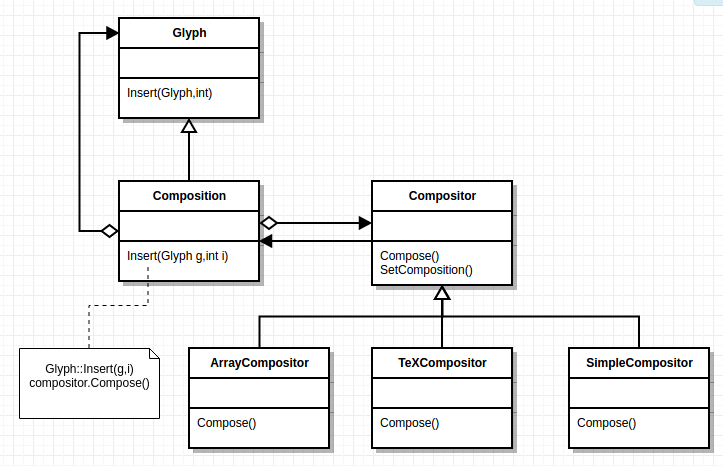 Glyph
Insert(Glyph,int)
Composition
Insert(Glyph g,int i)
Compositor
Compose()
SetComposition()
Glyph::Insert(g,i)
compositor.Compose()
ArrayCompositor
Compose()
TeXCompositor
Compose()
SimpleCompositor
Compose()